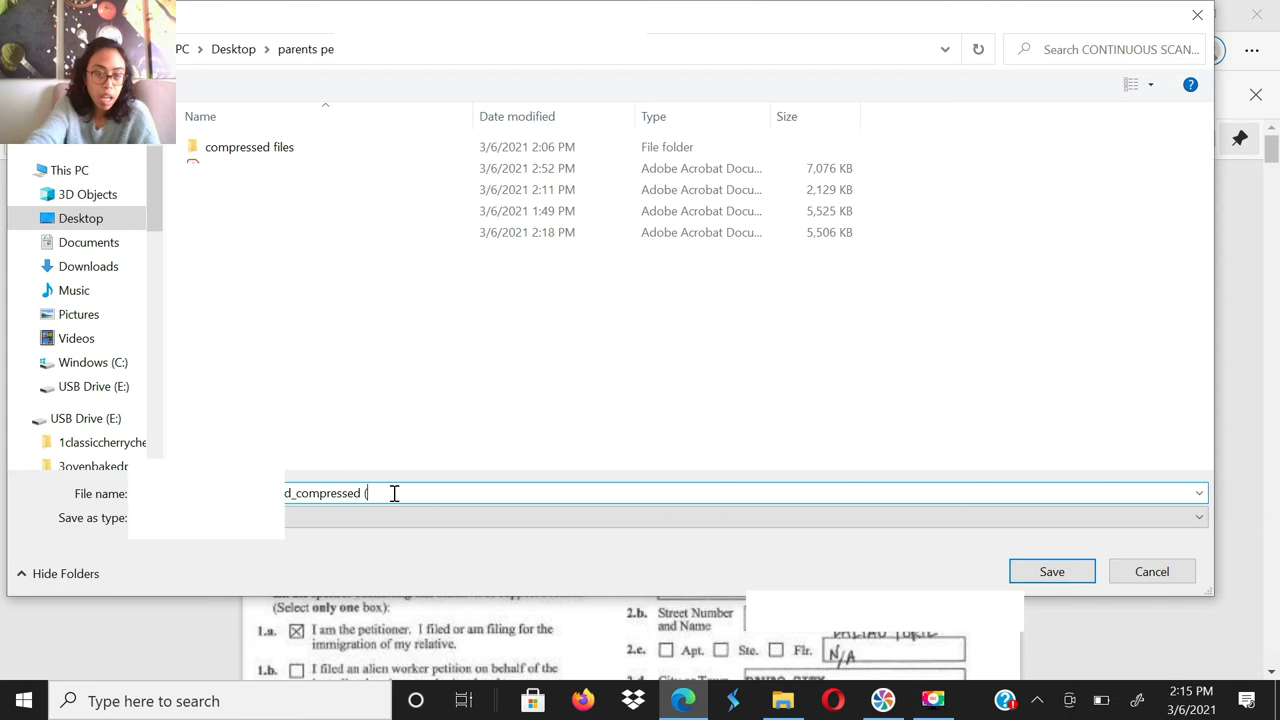 PC > Desktop > parents pe
Search CONTINUOUS SCAN...
Name Date modified Type Size
compressed files 3/6/2021 2:06 PM File folder
3/6/2021 2:52 PM Adobe Acrobat Docu... 7,076 KB
3/6/2021 2:11 PM Adobe Acrobat Docu... 2,129 KB
3/6/2021 1:49 PM Adobe Acrobat Docu... 5,525 KB
3/6/2021 2:18 PM Adobe Acrobat Docu... 5,506 KB
This PC
3D Objects
Desktop
Documents
Downloads
Music
Pictures
Videos
Windows (C:)
USB Drive (E:)
USB Drive (E:)
1classiccherryche
3ovenbakedr
File name: d_compressed (
Save as type:
Hide Folders
Save Cancel
(Select only one box):
1.a. I am the petitioner. I filed or am filing for the
immigration of my relative.
1.b. I filed an alien worker petition on behalf of the
2.b. Street Number
and Name
2.c. Apt. Ste. Flr. N/A
Type here to search
2:15 PM
3/6/2021